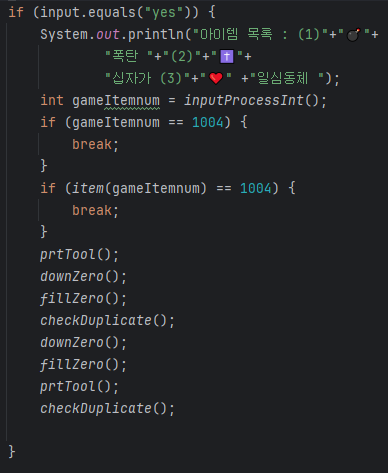 if (input.equals("yes")) {
    System.out.println("아이템 목록 : (1)"+"💣"+
            "폭탄 "+"(2)"+"✝️"+
            "십자가 (3)"+"❤️" +"일심동체 ");
    int gameItemnum = inputProcessInt();
    if (gameItemnum == 1004) {
        break;
    }
    if (item(gameItemnum) == 1004) {
        break;
    }
    prtTool();
    downZero();
    fillZero();
    checkDuplicate();
    downZero();
    fillZero();
    prtTool();
    checkDuplicate();
}